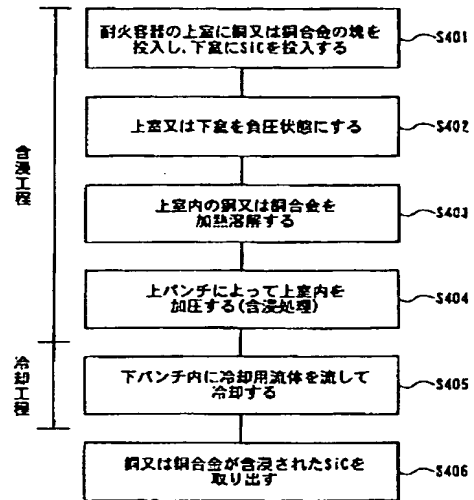 耐火容器の上室に銅又は銅合金の塊を
投入し、下室にSiCを投入する
S401
上室又は下室を負圧状態にする
S402
含浸工程
上室内の銅又は銅合金を
加熱溶解する
S403
上パンチによって上室内を
加圧する(含浸処理)
S404
冷却工程
下パンチ内に冷却用流体を流して
冷却する
S405
銅又は銅合金が含浸されたSiCを
取り出す
S406